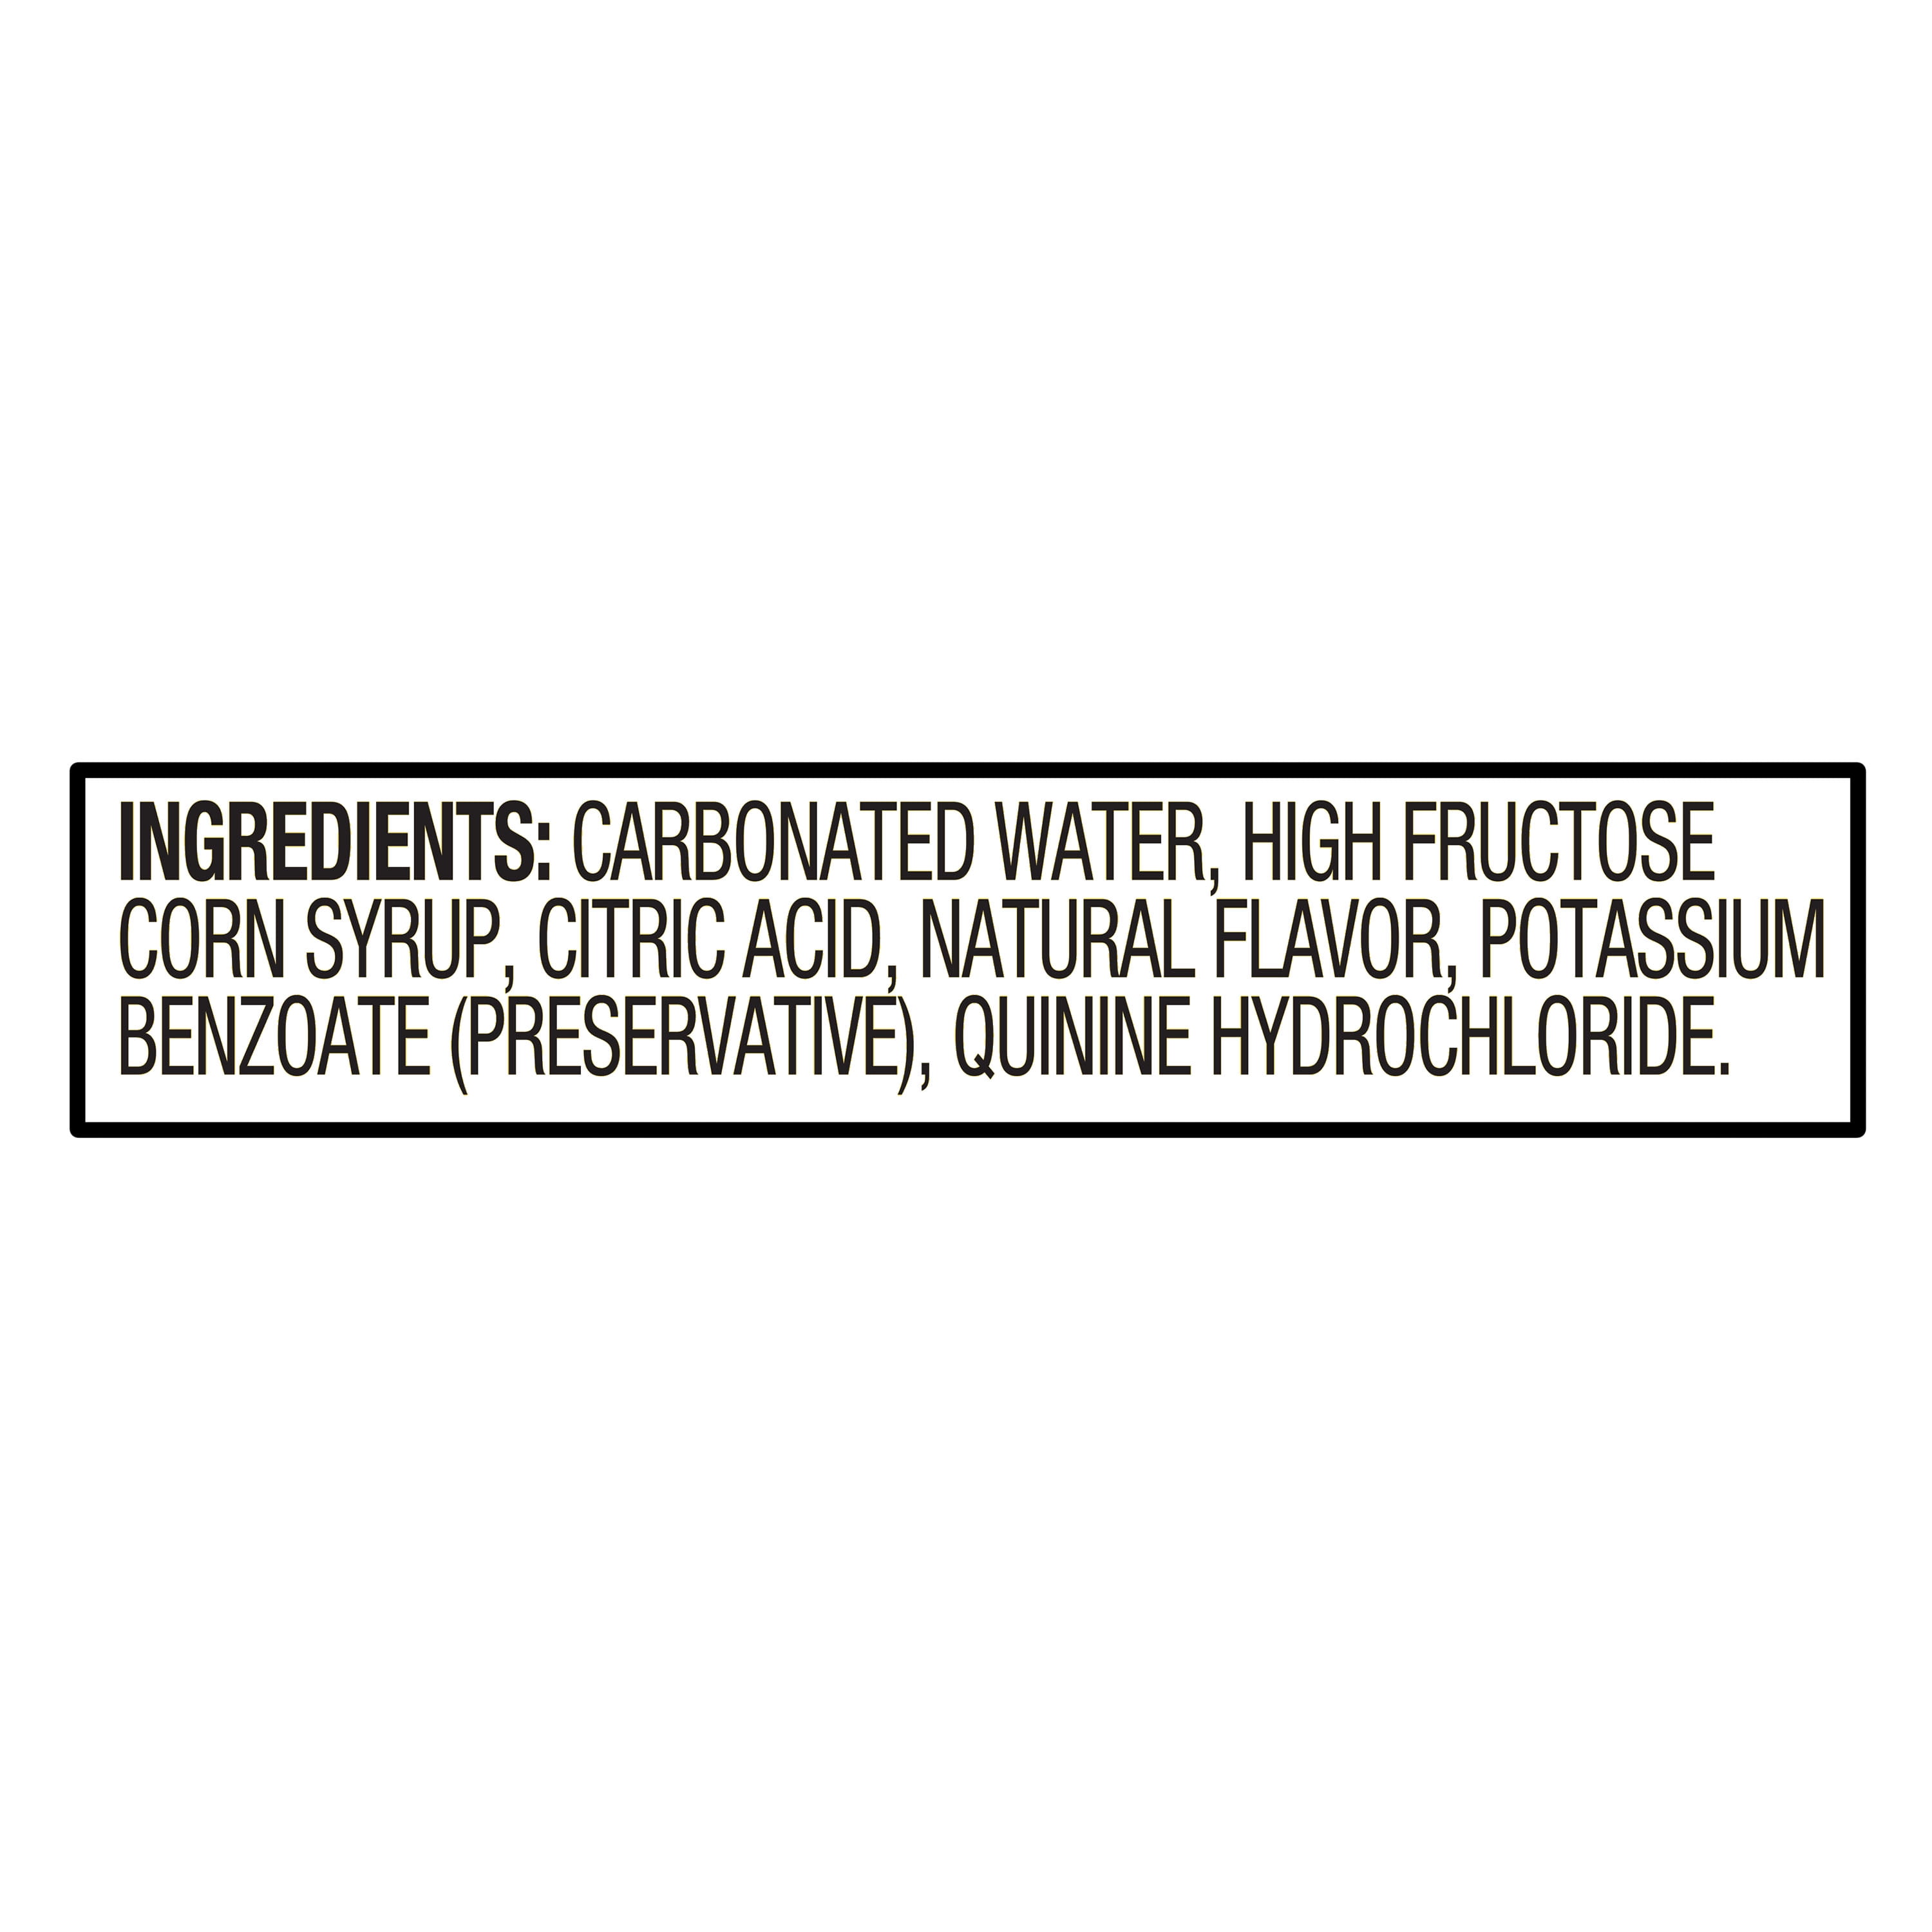 INGREDIENTS: CARBONATED WATER, HIGH FRUCTOSE
CORN SYRUP, CITRIC ACID, NATURAL FLAVOR, POTASSIUM
BENZOATE (PRESERVATIVE), QUININE HYDROCHLORIDE.